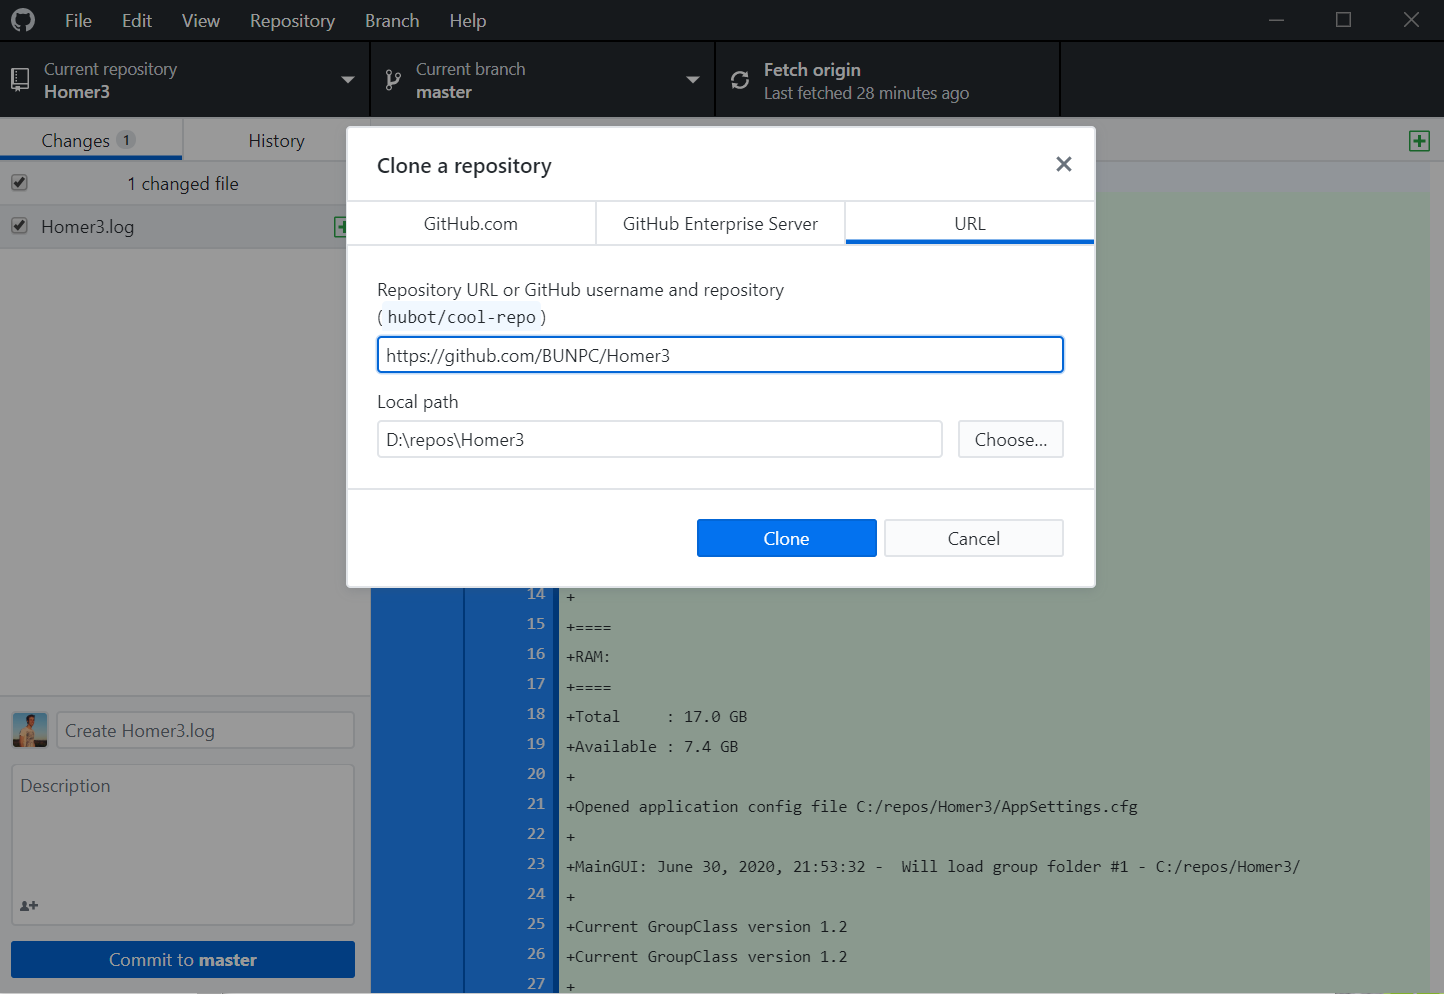 File Edit View Repository Branch Help
Current repository
Homer3
Current branch
master
Fetch origin
Last fetched 28 minutes ago
Changes 1
History
1 changed file
Homer3.log
Clone a repository
GitHub.com
GitHub Enterprise Server
URL
Repository URL or GitHub username and repository
(hubot/cool-repo)
https://github.com/BUNPC/Homer3
Local path
D:\repos\Homer3
Choose...
Clone
Cancel
14 +
15 +====
16 +RAM:
17 +====
18 +Total     : 17.0 GB
19 +Available : 7.4 GB
20 +
21 +Opened application config file C:/repos/Homer3/AppSettings.cfg
22 +
23 +MainGUI: June 30, 2020, 21:53:32 -  Will load group folder #1 - C:/repos/Homer3/
24 +
25 +Current GroupClass version 1.2
26 +Current GroupClass version 1.2
27 +
Create Homer3.log
Description
Commit to master